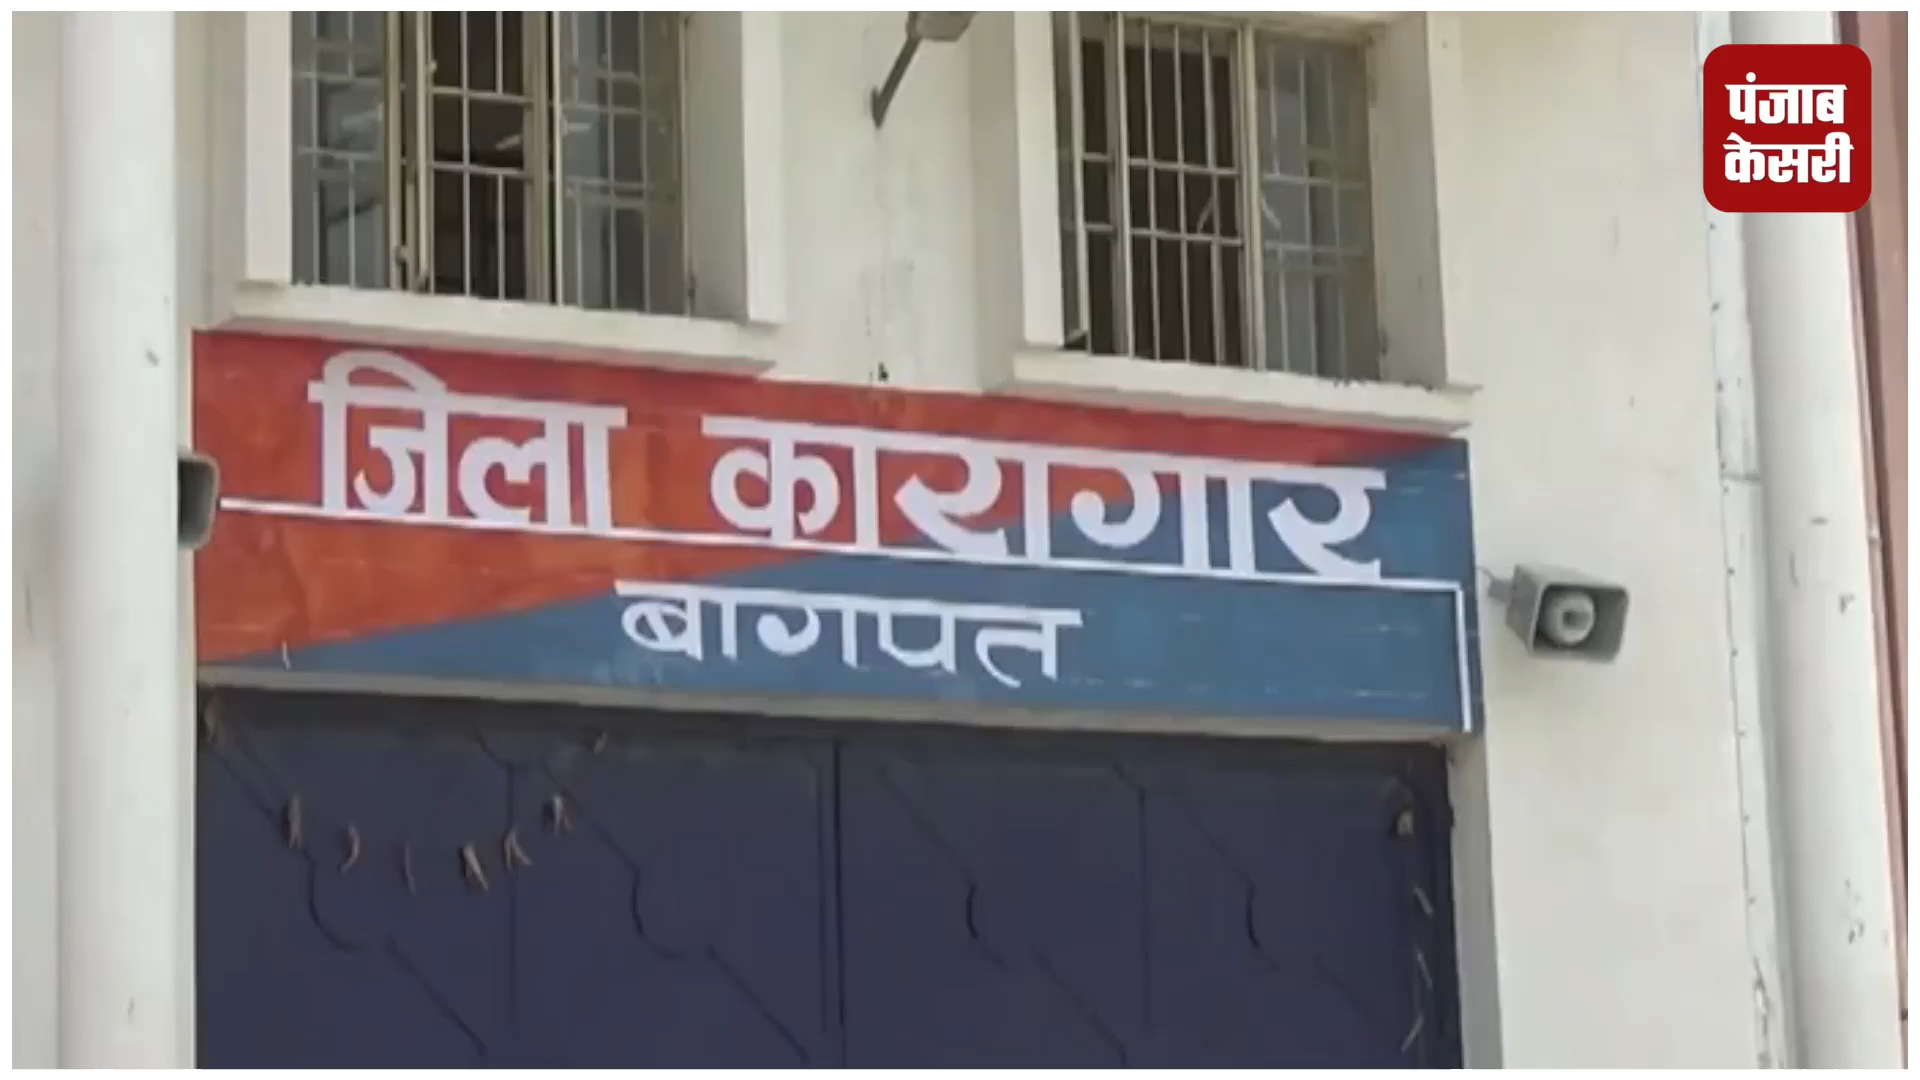 पंजाब
केसरी
जिला कारागार
बागपत